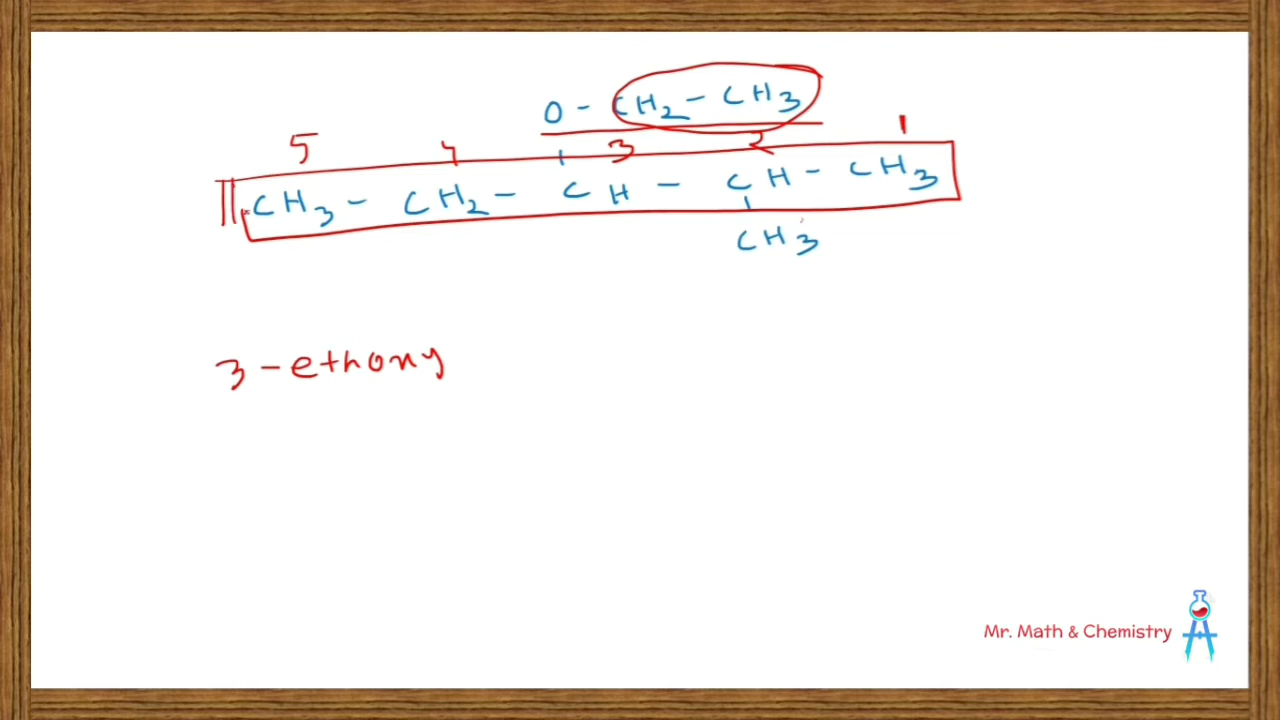 O - CH2 - CH3
5 4 3 2 1
CH3 - CH2 - CH - CH - CH3
CH3
3-ethoxy
Mr. Math & Chemistry